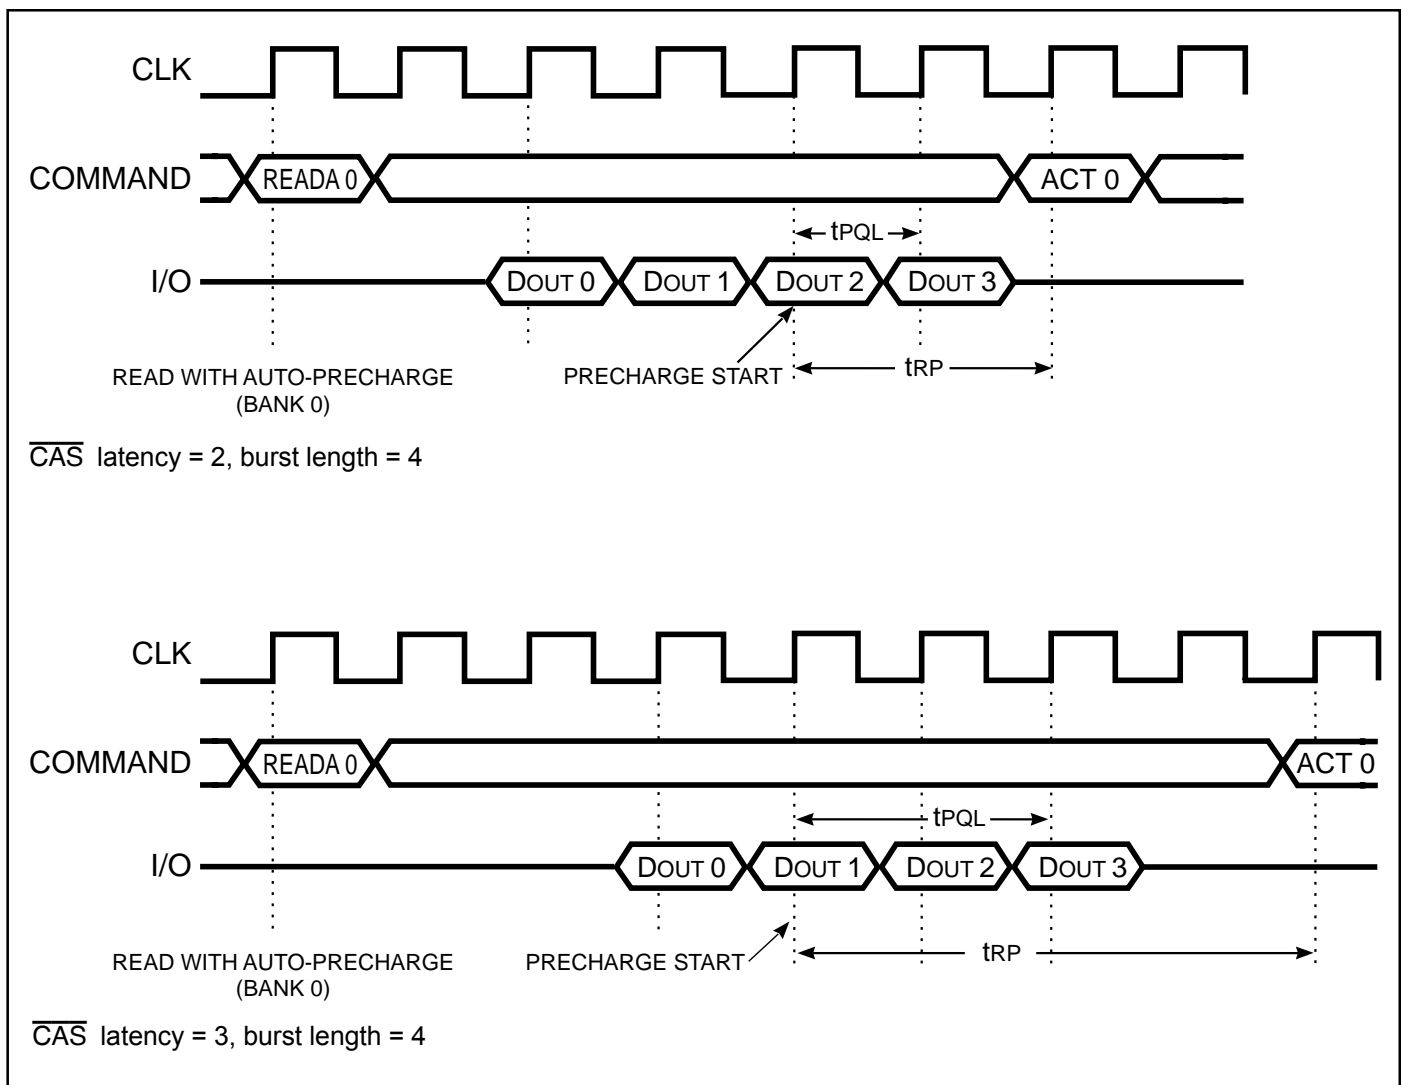 CLK
COMMAND READA 0 ACT 0
tPQL
I/O DOUT 0 DOUT 1 DOUT 2 DOUT 3
READ WITH AUTO-PRECHARGE
(BANK 0)
PRECHARGE START
tRP
CAS latency = 2, burst length = 4
CLK
COMMAND READA 0 ACT 0
tPQL
I/O DOUT 0 DOUT 1 DOUT 2 DOUT 3
READ WITH AUTO-PRECHARGE
(BANK 0)
PRECHARGE START
tRP
CAS latency = 3, burst length = 4